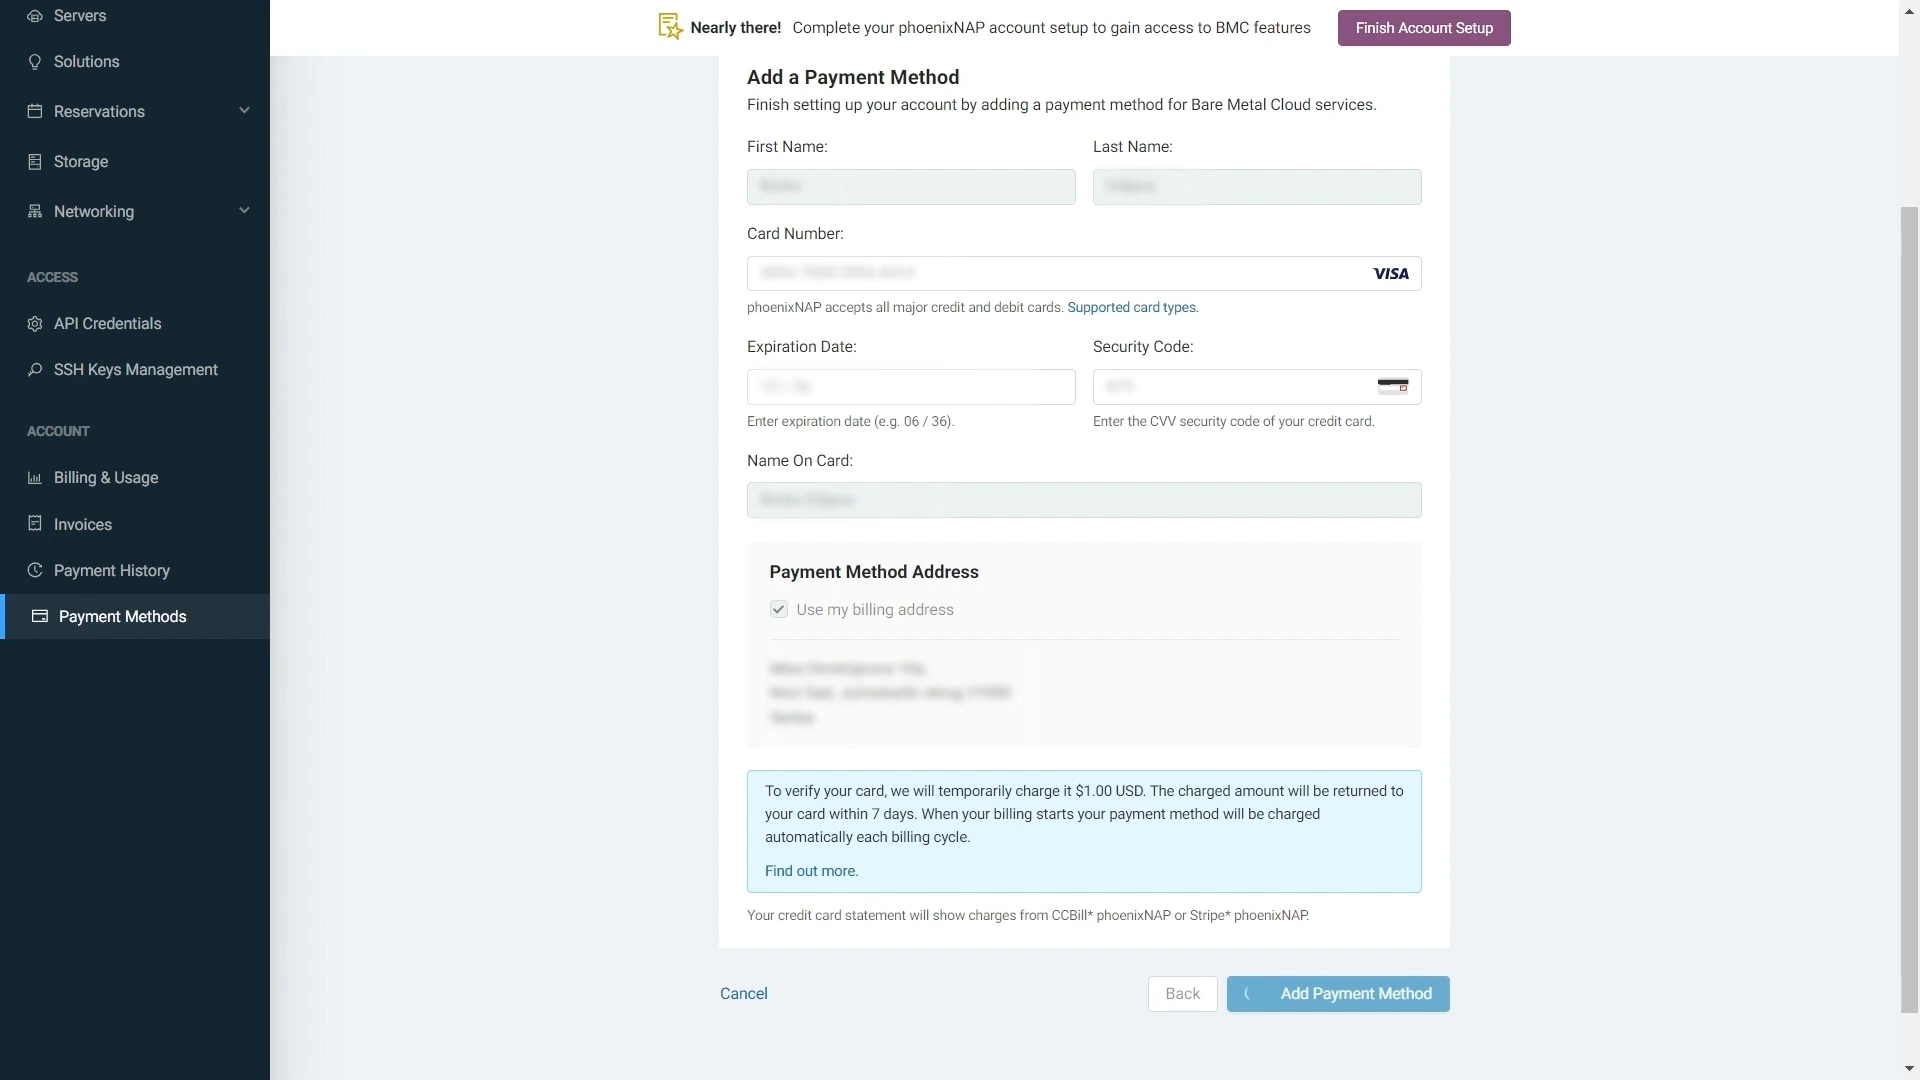 Servers
Solutions
Reservations
Storage
Networking
ACCESS
API Credentials
SSH Keys Management
ACCOUNT
Billing & Usage
Invoices
Payment History
Payment Methods
Nearly there! Complete your phoenixNAP account setup to gain access to BMC features
Finish Account Setup
Add a Payment Method
Finish setting up your account by adding a payment method for Bare Metal Cloud services.
First Name:
Last Name:
Card Number:
VISA
phoenixNAP accepts all major credit and debit cards. Supported card types.
Expiration Date:
Security Code:
Enter expiration date (e.g. 06 / 36).
Enter the CVV security code of your credit card.
Name On Card:
Payment Method Address
Use my billing address
To verify your card, we will temporarily charge it $1.00 USD. The charged amount will be returned to
your card within 7 days. When your billing starts your payment method will be charged
automatically each billing cycle.
Find out more.
Your credit card statement will show charges from CCBill* phoenixNAP or Stripe* phoenixNAP.
Cancel
Back
Add Payment Method